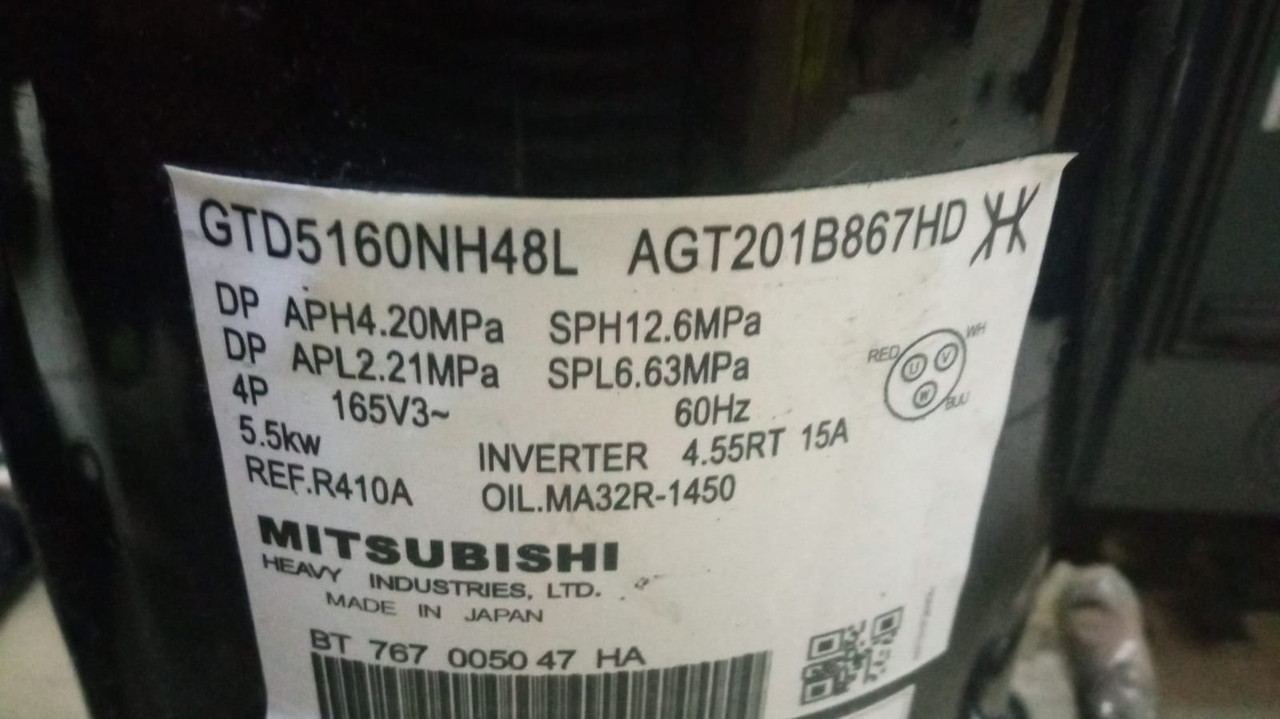 GTD5160NH48L AGT201B867HD
DP APH4.20MPa SPH12.6MPa
DP APL2.21MPa SPL6.63MPa
4P 165V3~ 60Hz
5.5kw INVERTER 4.55RT 15A
REF.R410A OIL.MA32R-1450
RED WH
U V
W
MITSUBISHI
HEAVY INDUSTRIES, LTD.
MADE IN JAPAN
BT 767 0050 47 HA